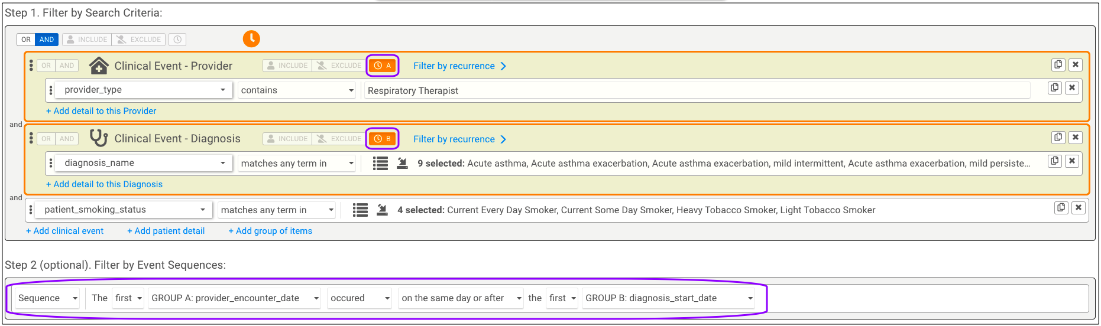 Step 1. Filter by Search Criteria:
OR AND INCLUDE EXCLUDE
OR AND Clinical Event - Provider INCLUDE EXCLUDE A Filter by recurrence
provider_type contains Respiratory Therapist
+ Add detail to this Provider
and
OR AND Clinical Event - Diagnosis INCLUDE EXCLUDE B Filter by recurrence
diagnosis_name matches any term in 9 selected: Acute asthma, Acute asthma exacerbation, Acute asthma exacerbation, mild intermittent, Acute asthma exacerbation, mild persiste...
+ Add detail to this Diagnosis
and
patient_smoking_status matches any term in 4 selected: Current Every Day Smoker, Current Some Day Smoker, Heavy Tobacco Smoker, Light Tobacco Smoker
+ Add clinical event + Add patient detail + Add group of items
Step 2 (optional). Filter by Event Sequences:
Sequence The first GROUP A: provider_encounter_date occured on the same day or after the first GROUP B: diagnosis_start_date